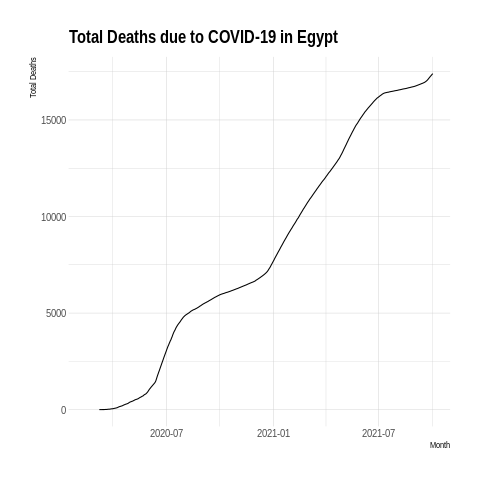 Total Deaths due to COVID-19 in Egypt
Total Deaths
15000
10000
5000
0
2020-07
2021-01
2021-07
Month